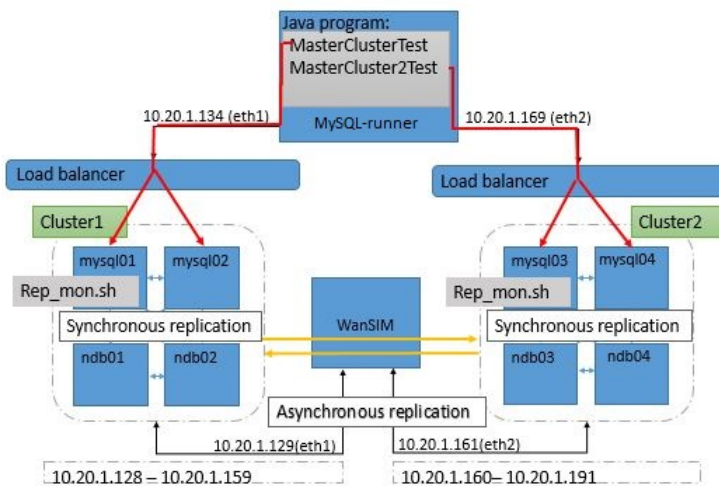 Java program:
MasterClusterTest
MasterCluster2Test
10.20.1.134 (eth1)
10.20.1.169 (eth2)
MySQL-runner
Load balancer
Load balancer
Cluster1
Cluster2
mysql01
mysql02
mysql03
mysql04
Rep_mon.sh
Rep_mon.sh
WanSIM
Synchronous replication
Synchronous replication
ndb01
ndb02
ndb03
ndb04
Asynchronous replication
10.20.1.129(eth1)
10.20.1.161(eth2)
10.20.1.128 – 10.20.1.159
10.20.1.160– 10.20.1.191